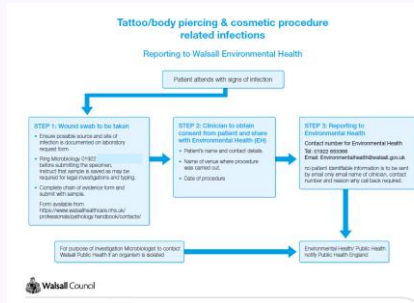 Tattoo/body piercing & cosmetic procedure
related infections
Reporting to Walsall Environmental Health
Patient attends with signs of infection
STEP 1: Wound swab to be taken
• Ensure possible source and site of
infection is documented on laboratory
request form
• Ring Microbiology 01922
before submitting the specimen,
instruct that sample is saved as may be
required for legal investigations and typing.
• Complete chain of evidence form and
submit with sample.
Form available from
https://www.walsallhealthcare.nhs.uk/
professionals/pathology/handbook/contacts/
STEP 2: Clinician to obtain
consent from patient and share
with Environmental Health (EH)
• Patient's name and contact details
• Name of venue where procedure
was carried out.
• Date of procedure
STEP 3: Reporting to
Environmental Health
Contact number for Environmental Health
Tel: 01922
Email: Environmentalhealth@walsall.gov.uk
no patient identifiable information is to be sent
by email only email name of clinician, contact
number and reason why call back required.
For purpose of investigation Microbiologist to contact
Walsall Public Health if an organism is isolated
Environmental Health/ Public Health
notify Public Health England
Walsall Council